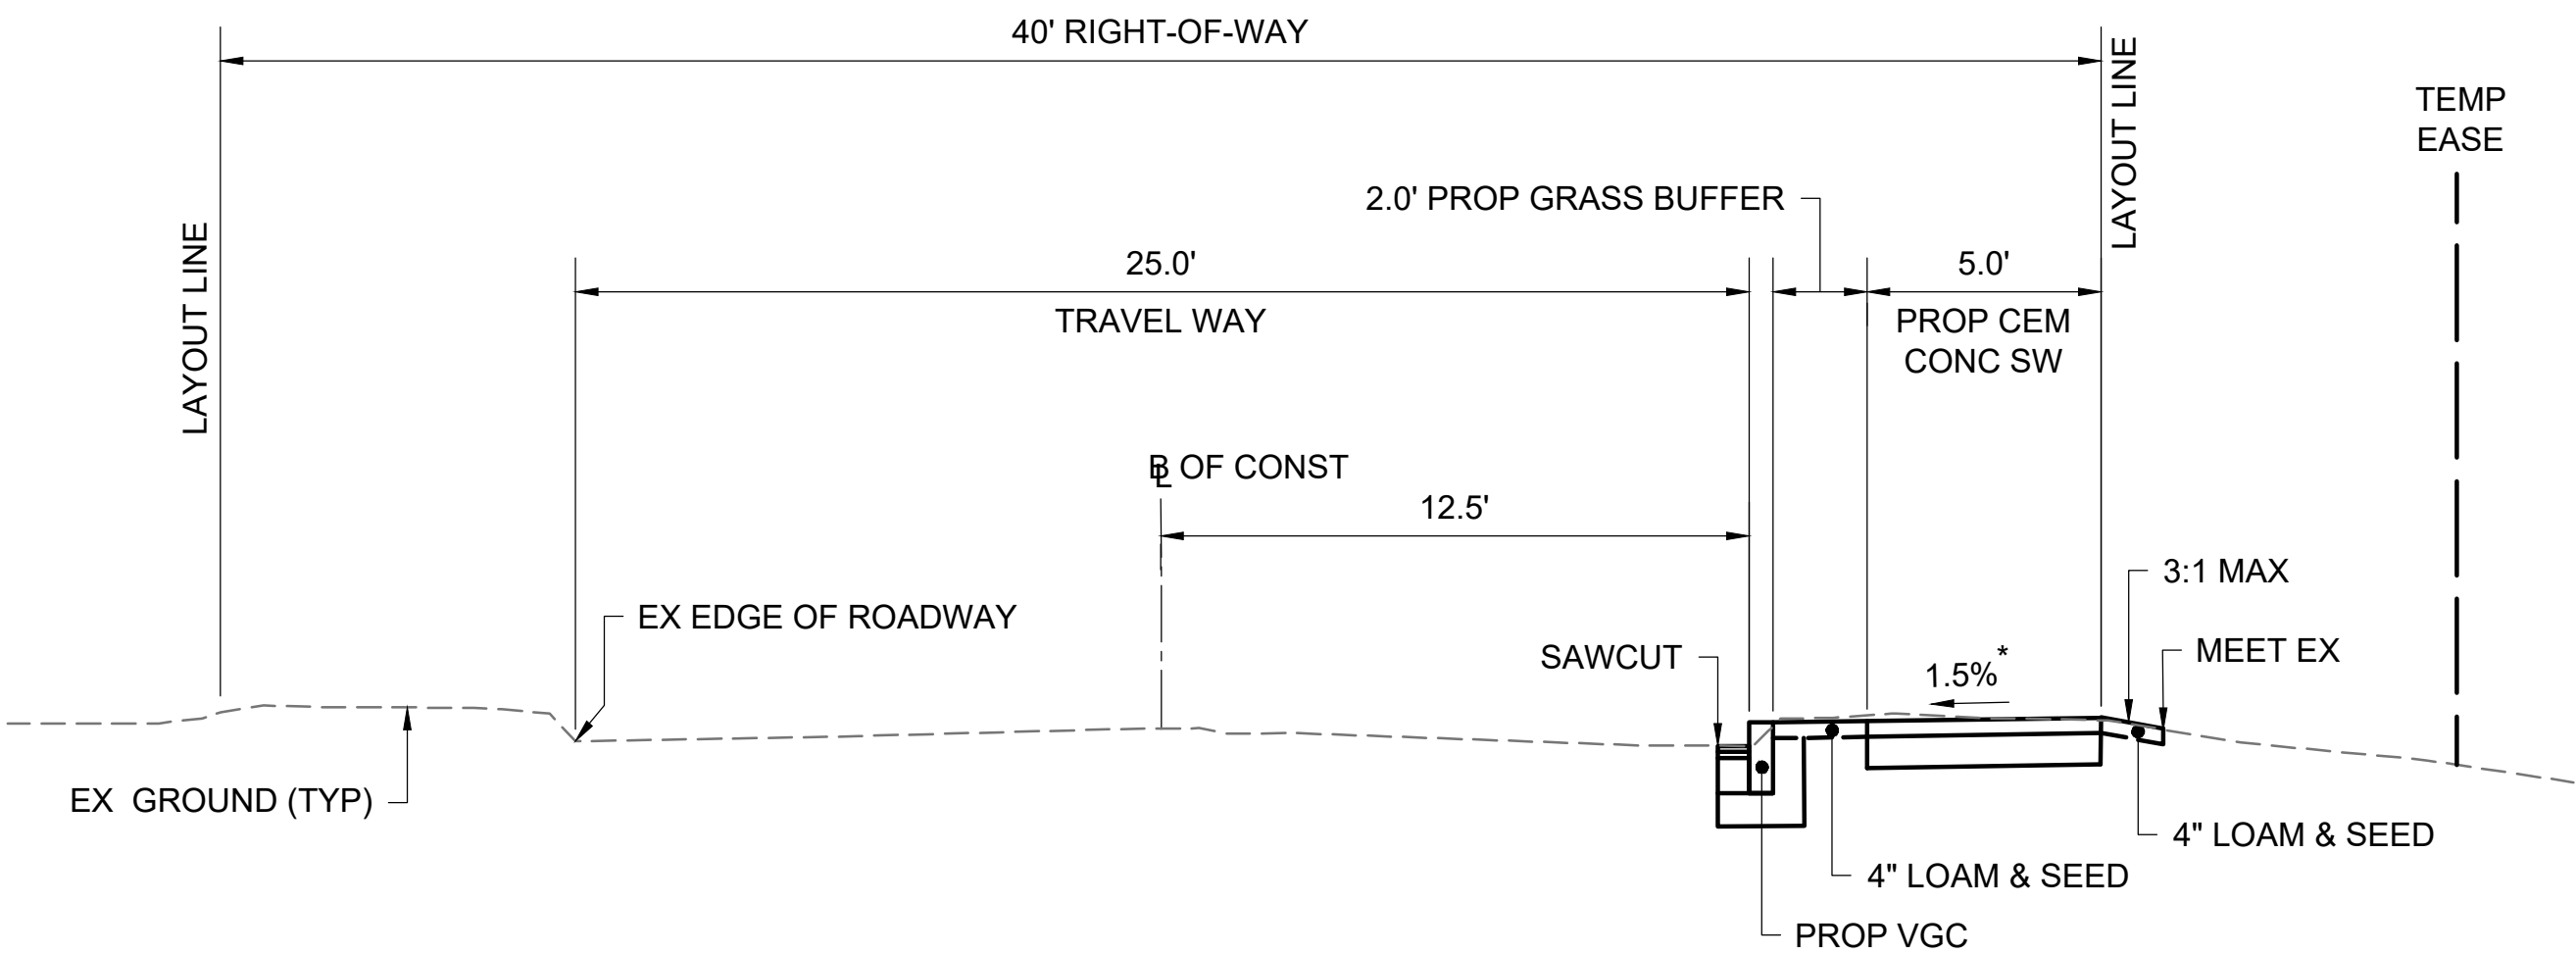 40' RIGHT-OF-WAY
LAYOUT LINE
TEMP
EASE
2.0' PROP GRASS BUFFER
LAYOUT LINE
25.0'
5.0'
TRAVEL WAY
PROP CEM
CONC SW
BL OF CONST
12.5'
3:1 MAX
EX EDGE OF ROADWAY
SAWCUT
1.5%*
MEET EX
EX GROUND (TYP)
4" LOAM & SEED
4" LOAM & SEED
PROP VGC